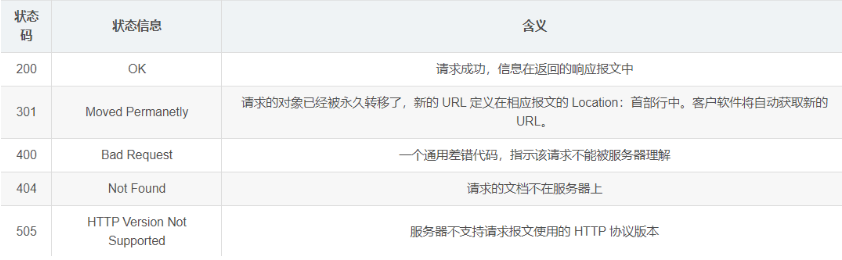 状态码 状态信息 含义
200 OK 请求成功，信息在返回的响应报文中
301 Moved Permanetly 请求的对象已经被永久转移了，新的 URL 定义在相应报文的 Location：首部行中。客户软件将自动获取新的
URL。
400 Bad Request 一个通用差错代码，指示该请求不能被服务器理解
404 Not Found 请求的文档不在服务器上
505 HTTP Version Not
Supported 服务器不支持请求报文使用的 HTTP 协议版本